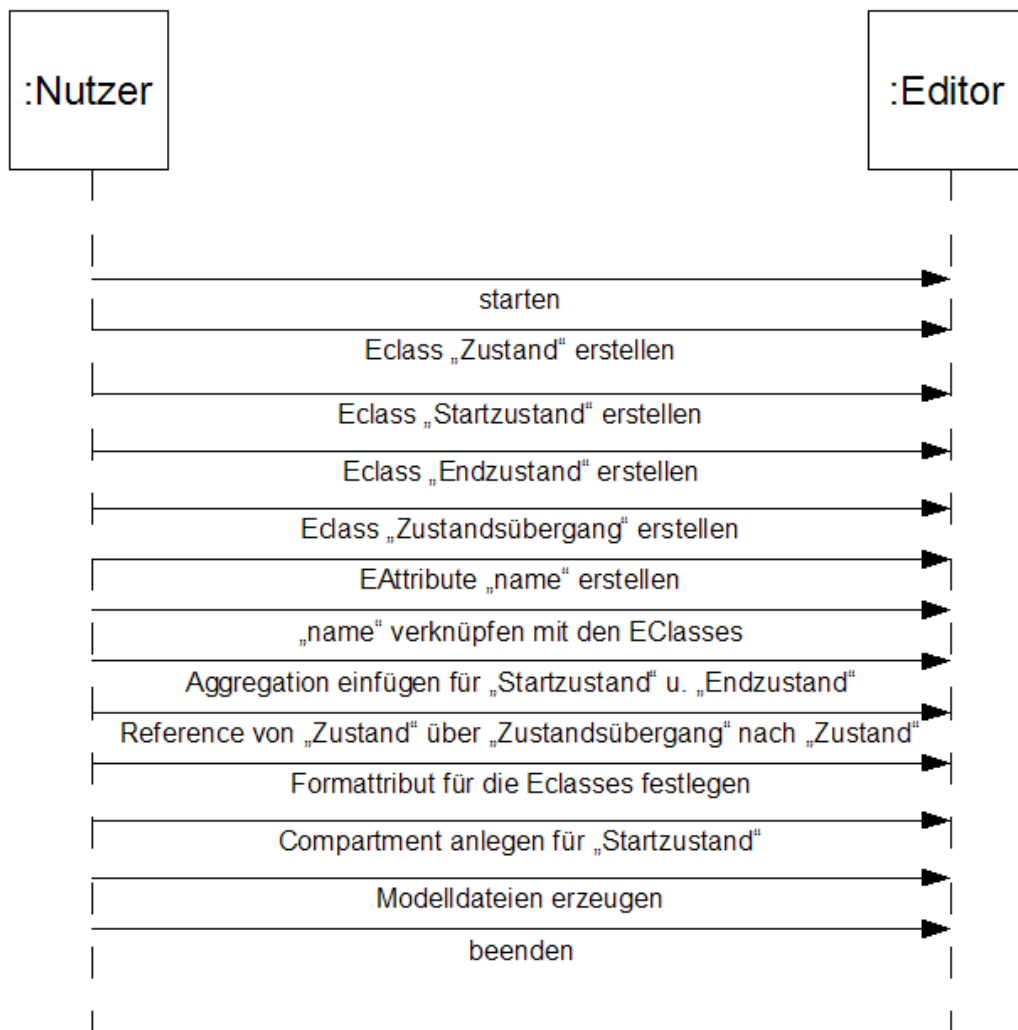 :Nutzer
:Editor
starten
Eclass „Zustand“ erstellen
Eclass „Startzustand“ erstellen
Eclass „Endzustand“ erstellen
Eclass „Zustandsübergang“ erstellen
EAttribute „name“ erstellen
„name“ verknüpfen mit den EClasses
Aggregation einfügen für „Startzustand“ u. „Endzustand“
Reference von „Zustand“ über „Zustandsübergang“ nach „Zustand“
Formattribut für die Eclasses festlegen
Compartment anlegen für „Startzustand“
Modelldateien erzeugen
beenden